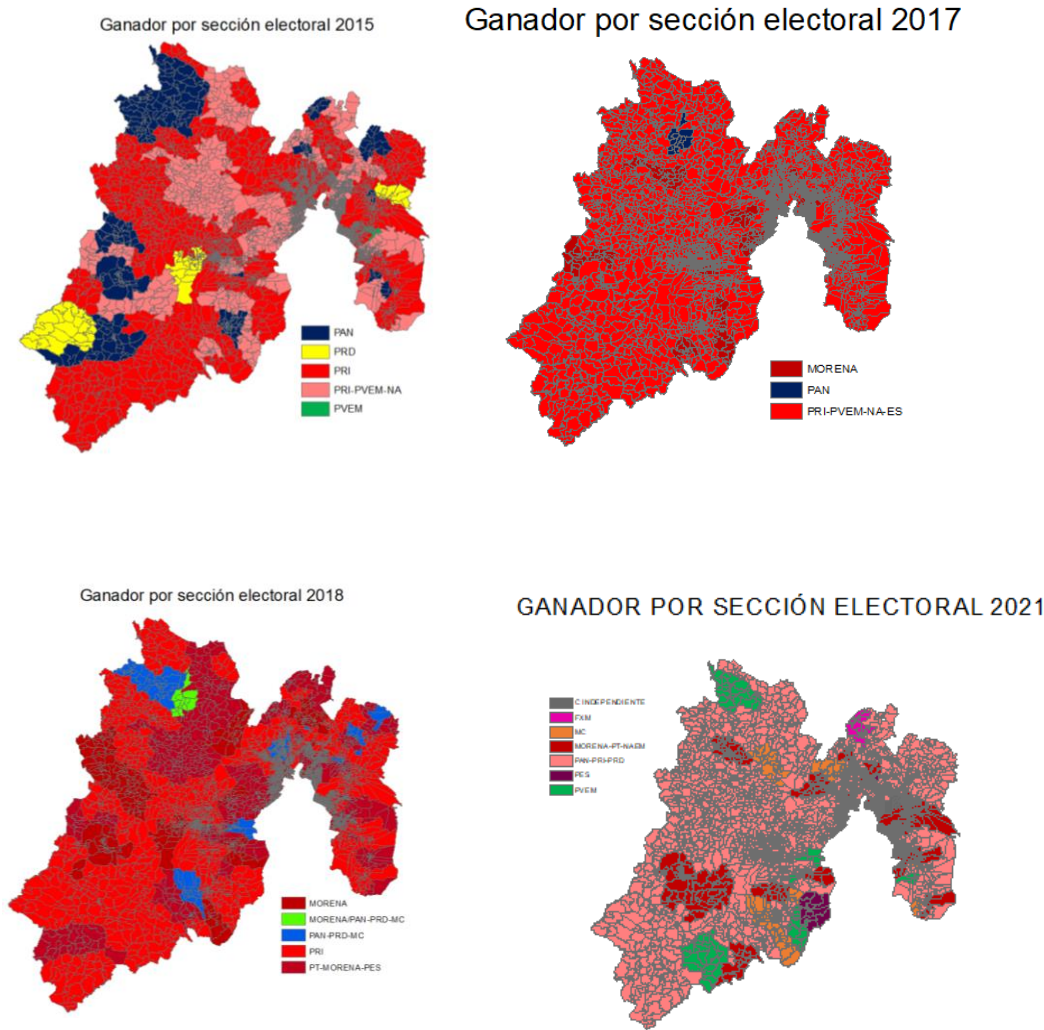 Ganador por sección electoral 2015
PAN
PRD
PRI
PRI-PVEM-NA
PVEM
Ganador por sección electoral 2017
MORENA
PAN
PRI-PVEM-NA-ES
Ganador por sección electoral 2018
MORENA
MORENA/PAN-PRD-MC
PAN-PRD-MC
PRI
PT-MORENA-PES
GANADOR POR SECCIÓN ELECTORAL 2021
C.INDEPENDIENTE
FXM
MC
MORENA-PT-NAEM
PAN-PRI-PRD
PES
PVEM